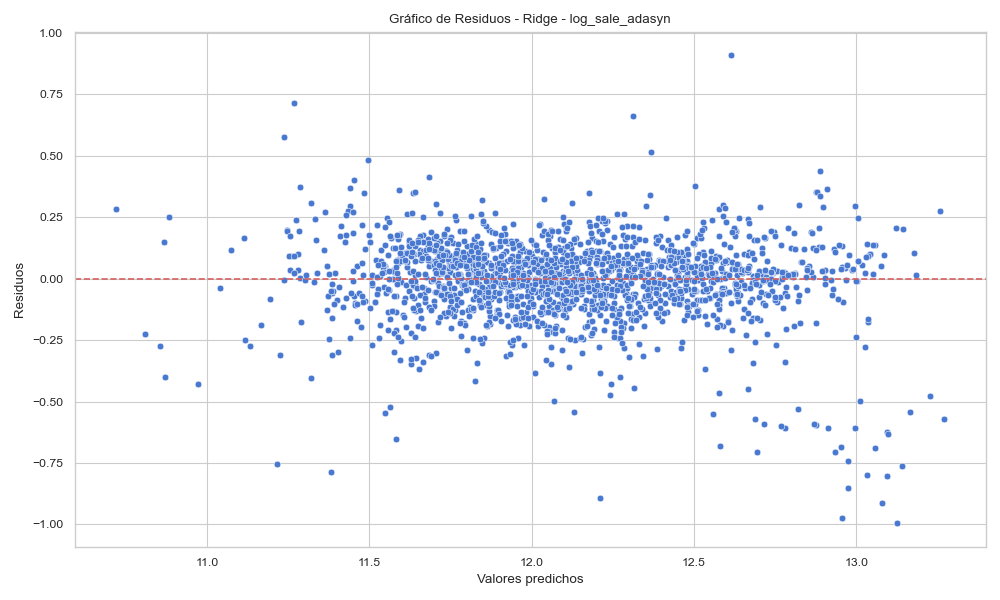 Gráfico de Residuos - Ridge - log_sale_adasyn
1.00
0.75
0.50
0.25
0.00
−0.25
−0.50
−0.75
−1.00
Residuos
11.0 11.5 12.0 12.5 13.0
Valores predichos